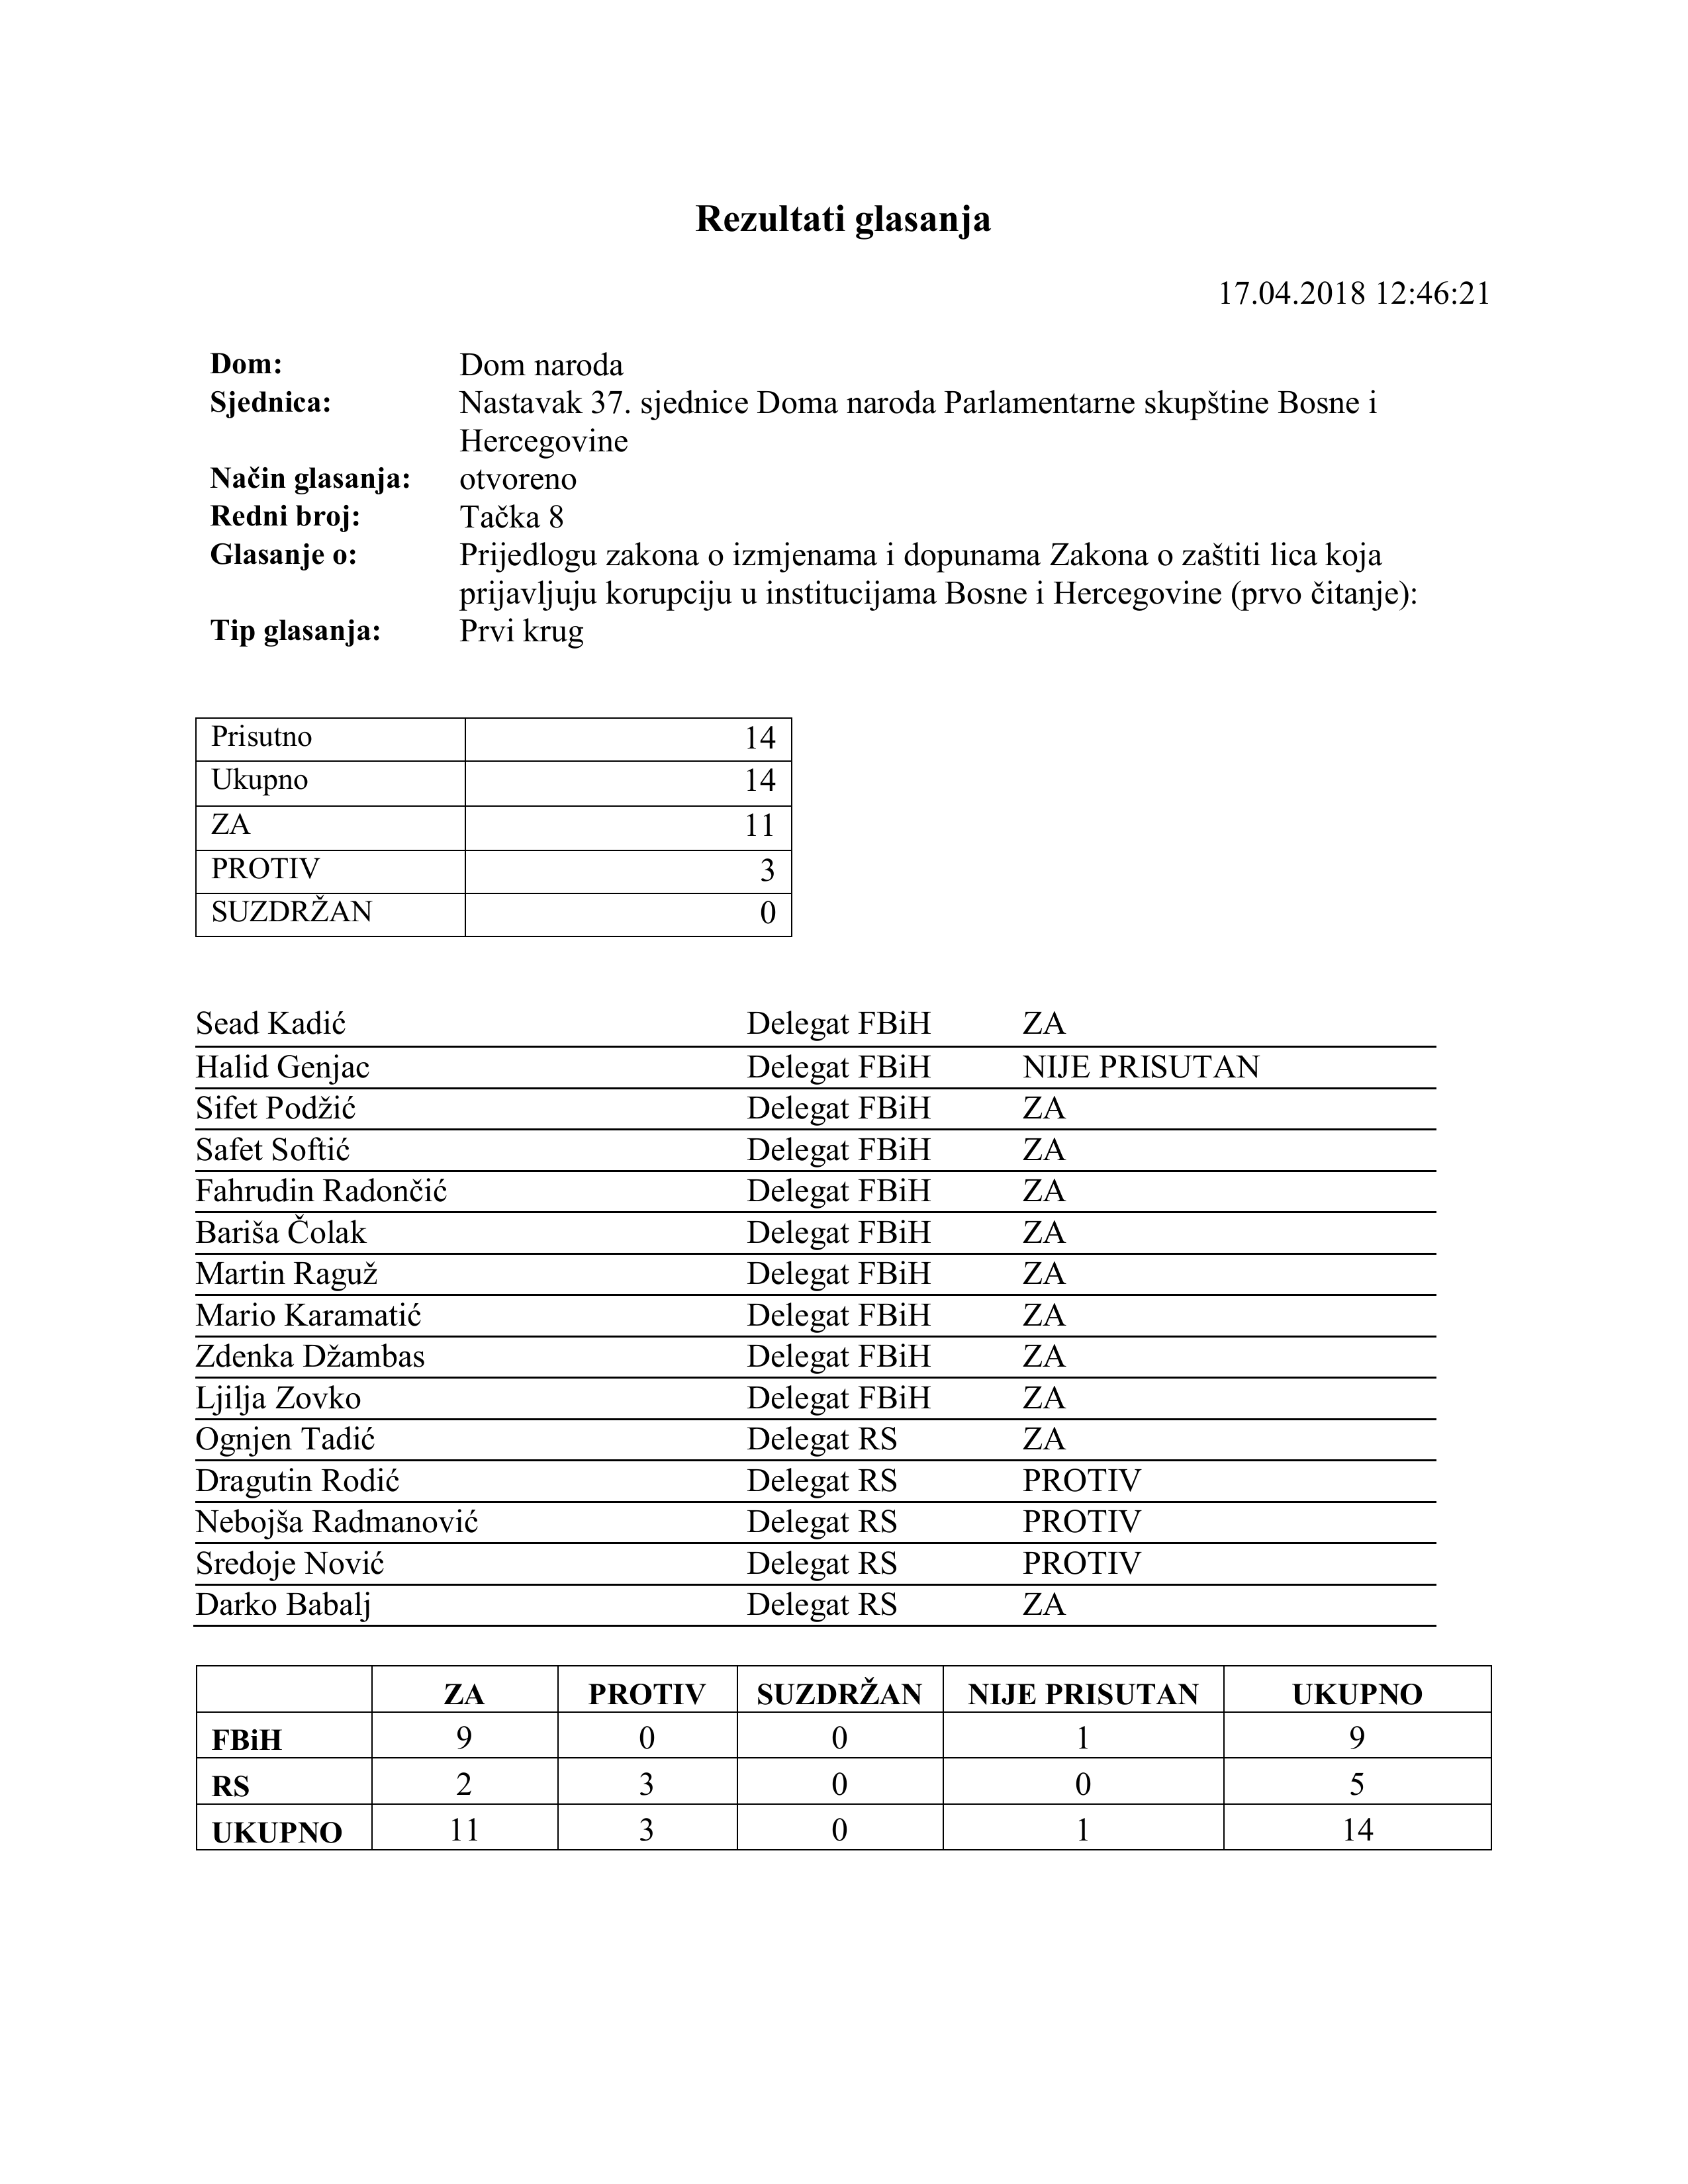 Rezultati glasanja
17.04.2018 12:46:21
Dom: Dom naroda
Sjednica: Nastavak 37. sjednice Doma naroda Parlamentarne skupštine Bosne i
Hercegovine
Način glasanja: otvoreno
Redni broj: Tačka 8
Glasanje o: Prijedlogu zakona o izmjenama i dopunama Zakona o zaštiti lica koja
prijavljuju korupciju u institucijama Bosne i Hercegovine (prvo čitanje):
Tip glasanja: Prvi krug
Prisutno 14
Ukupno 14
ZA 11
PROTIV 3
SUZDRŽAN 0
Sead Kadić Delegat FBiH ZA
Halid Genjac Delegat FBiH NIJE PRISUTAN
Sifet Podžić Delegat FBiH ZA
Safet Softić Delegat FBiH ZA
Fahrudin Radončić Delegat FBiH ZA
Bariša Čolak Delegat FBiH ZA
Martin Raguž Delegat FBiH ZA
Mario Karamatić Delegat FBiH ZA
Zdenka Džambas Delegat FBiH ZA
Ljilja Zovko Delegat FBiH ZA
Ognjen Tadić Delegat RS ZA
Dragutin Rodić Delegat RS PROTIV
Nebojša Radmanović Delegat RS PROTIV
Sredoje Nović Delegat RS PROTIV
Darko Babalj Delegat RS ZA
ZA PROTIV SUZDRŽAN NIJE PRISUTAN UKUPNO
FBiH 9 0 0 1 9
RS 2 3 0 0 5
UKUPNO 11 3 0 1 14